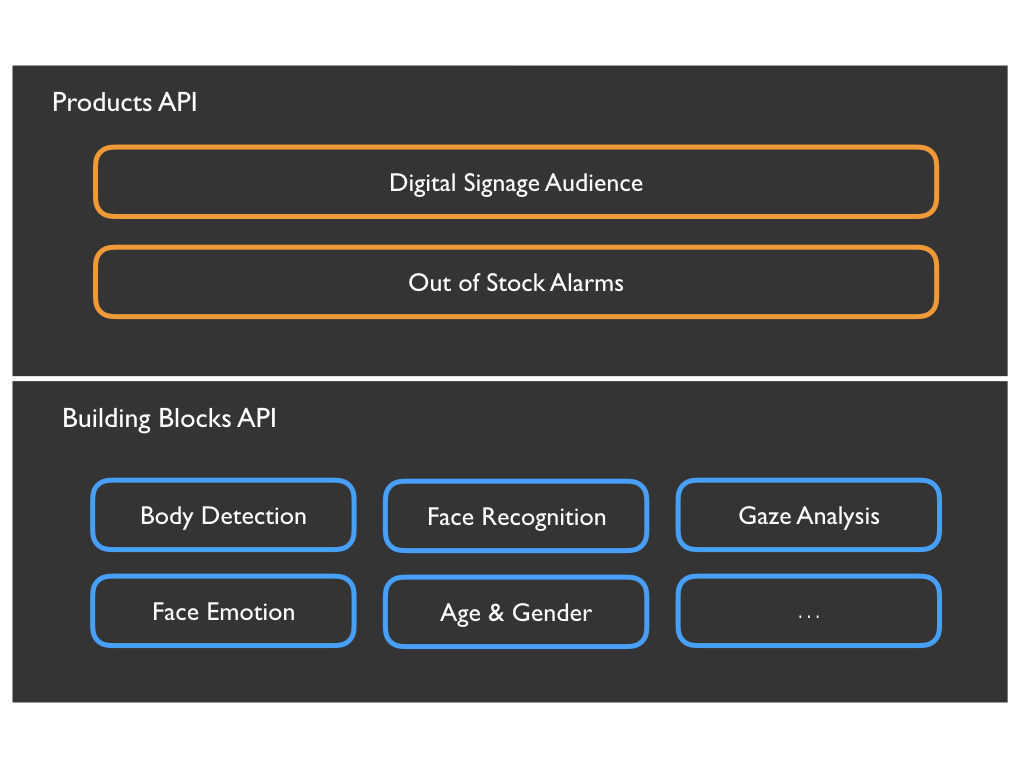 Products API
Digital Signage Audience
Out of Stock Alarms
Building Blocks API
Body Detection
Face Recognition
Gaze Analysis
Face Emotion
Age & Gender
...